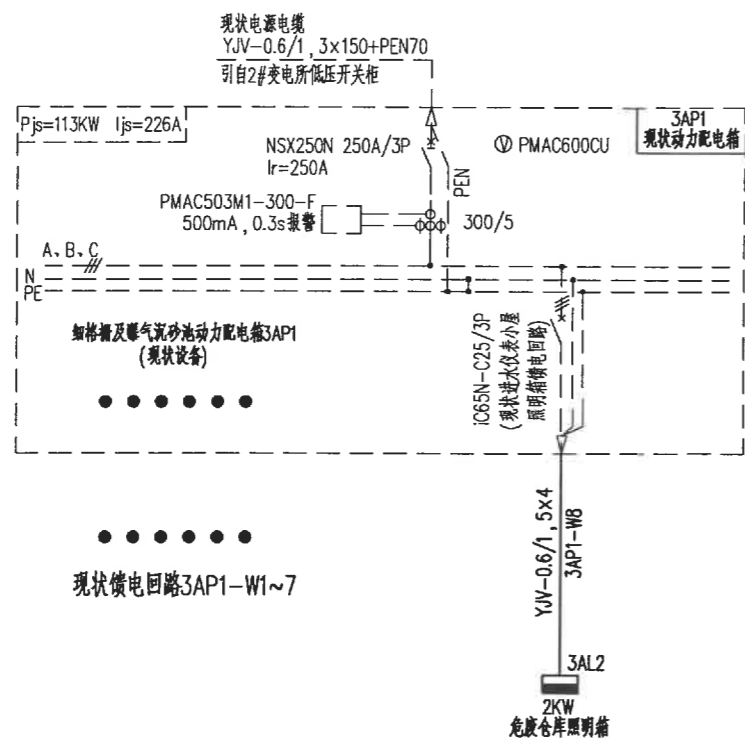 现状电源电缆
YJV-0.6/1,3x150+PEN70
引自2#变电所低压开关柜
Pjs=113KW Ijs=226A
NSX250N 250A/3P
Ir=250A
PEN
Ⓥ PMAC600CU
3AP1
现状动力配电箱
PMAC503M1-300-F
500mA,0.3s报警
300/5
A、B、C
N
PE
细格栅及曝气沉砂池动力配电箱3AP1
(现状设备)
iC65N-C25/3P
(现状进水仪表小屋
照明箱馈电回路)
现状馈电回路3AP1-W1~7
YJV-0.6/1,5x4
3AP1-W8
3AL2
2KW
危废仓库照明箱